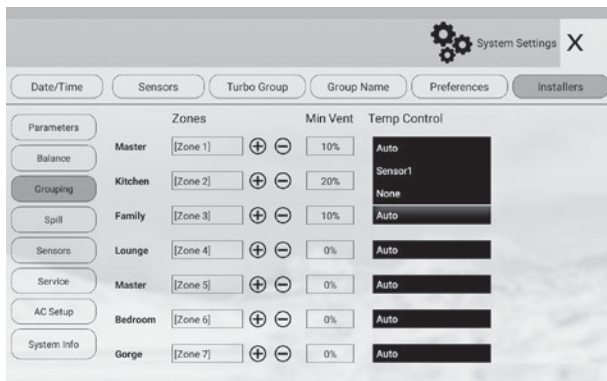 System Settings X
Date/Time Sensors Turbo Group Group Name Preferences Installers
Zones Min Vent Temp Control
Parameters
Master [Zone 1] 10% Auto
Balance
Sensor1
Kitchen [Zone 2] 20%
None
Grouping
Family [Zone 3] 10% Auto
Spill
Sensors Lounge [Zone 4] 0% Auto
Service Master [Zone 5] 0% Auto
AC Setup
Bedroom [Zone 6] 0% Auto
System Info
Gorge [Zone 7] 0% Auto